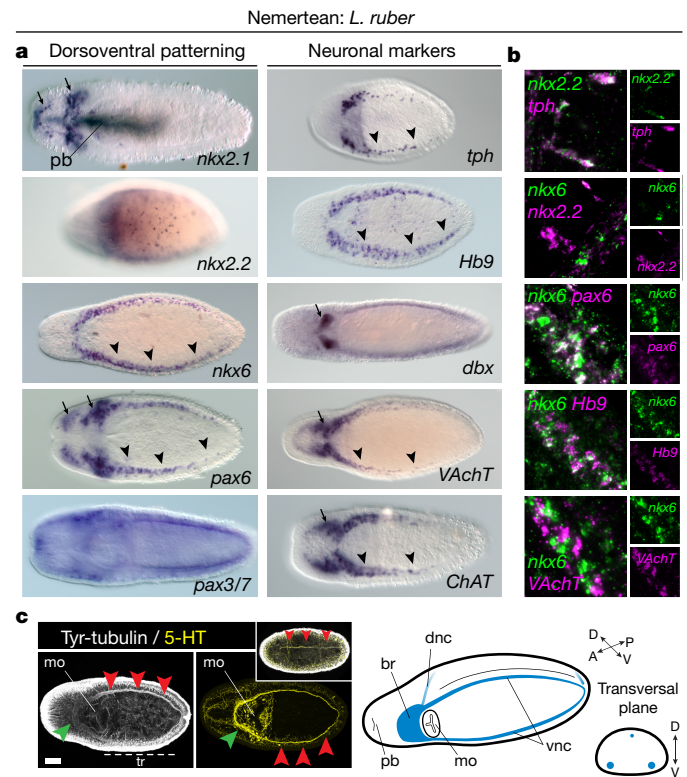 Nemertean: L. ruber
a
Dorsoventral patterning
Neuronal markers
b
pb
nkx2.1
tph
nkx2.2
Hb9
nkx6
dbx
pax6
VAchT
pax3/7
ChAT
nkx2.2
tph
nkx2.2
tph
nkx6
nkx2.2
nkx6
nkx2.2
nkx6 pax6
nkx6
pax6
nkx6 Hb9
nkx6
Hb9
nkx6
VAchT
nkx6
VAchT
c
Tyr-tubulin / 5-HT
mo
tr
mo
dnc
br
pb
mo
vnc
D
P
A
V
Transversal
plane
D
V